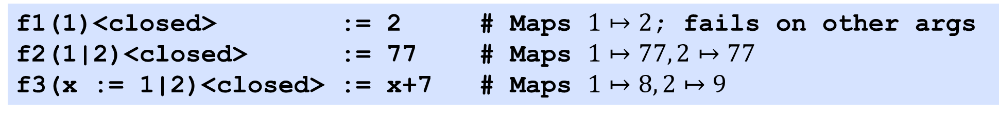 f1(1)<closed> := 2 # Maps 1 ↦ 2; fails on other args
f2(1|2)<closed> := 77 # Maps 1 ↦ 77, 2 ↦ 77
f3(x := 1|2)<closed> := x+7 # Maps 1 ↦ 8, 2 ↦ 9